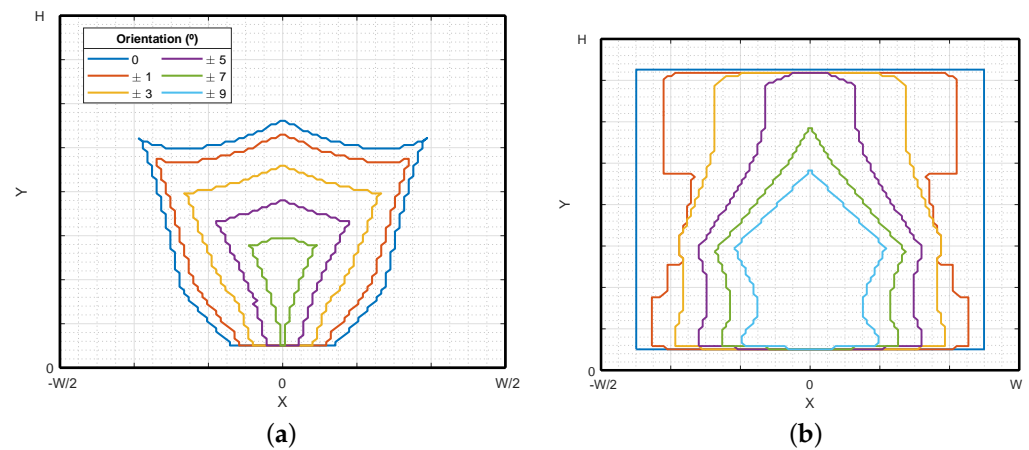 H
Orientation (º)
0 ± 5
± 1 ± 7
± 3 ± 9
Y
0
-W/2 0 W/2
X
(a)
H
Y
0
-W/2 0 W
X
(b)